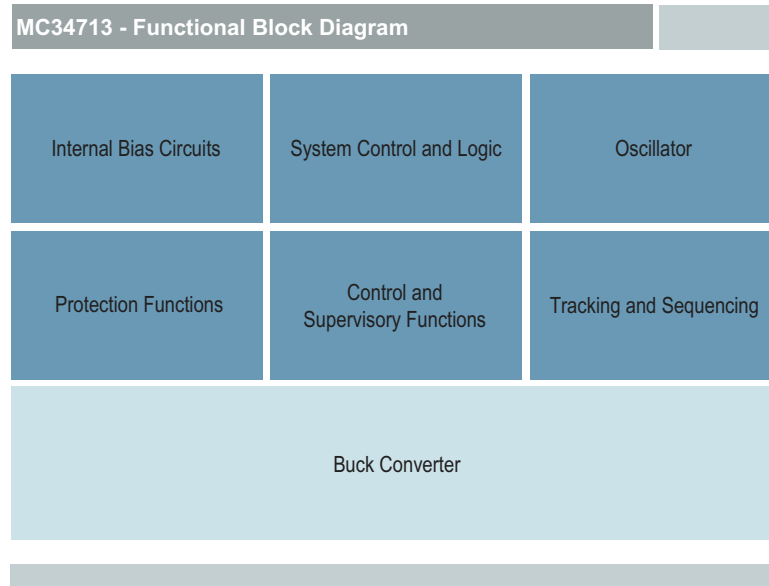 MC34713 - Functional Block Diagram
Internal Bias Circuits
System Control and Logic
Oscillator
Protection Functions
Control and
Supervisory Functions
Tracking and Sequencing
Buck Converter